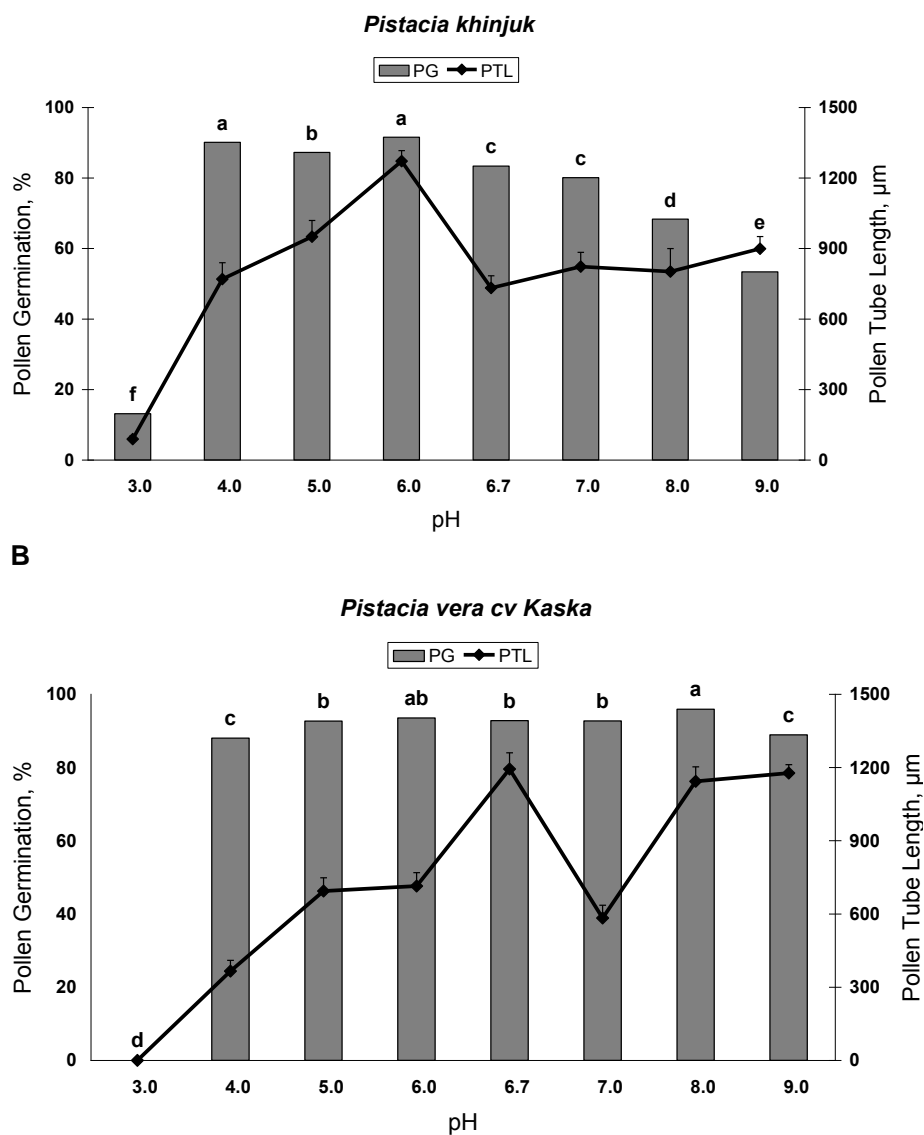 Pistacia khinjuk
PG PTL
100 1500
80 1200
60 900
40 600
20 300
0 0
a b a c c d e f
Pollen Germination, %
Pollen Tube Length, µm
3.0 4.0 5.0 6.0 6.7 7.0 8.0 9.0
pH
B
Pistacia vera cv Kaska
PG PTL
100 1500
80 1200
60 900
40 600
20 300
0 0
d c b ab b b a c
Pollen Germination, %
Pollen Tube Length, µm
3.0 4.0 5.0 6.0 6.7 7.0 8.0 9.0
pH